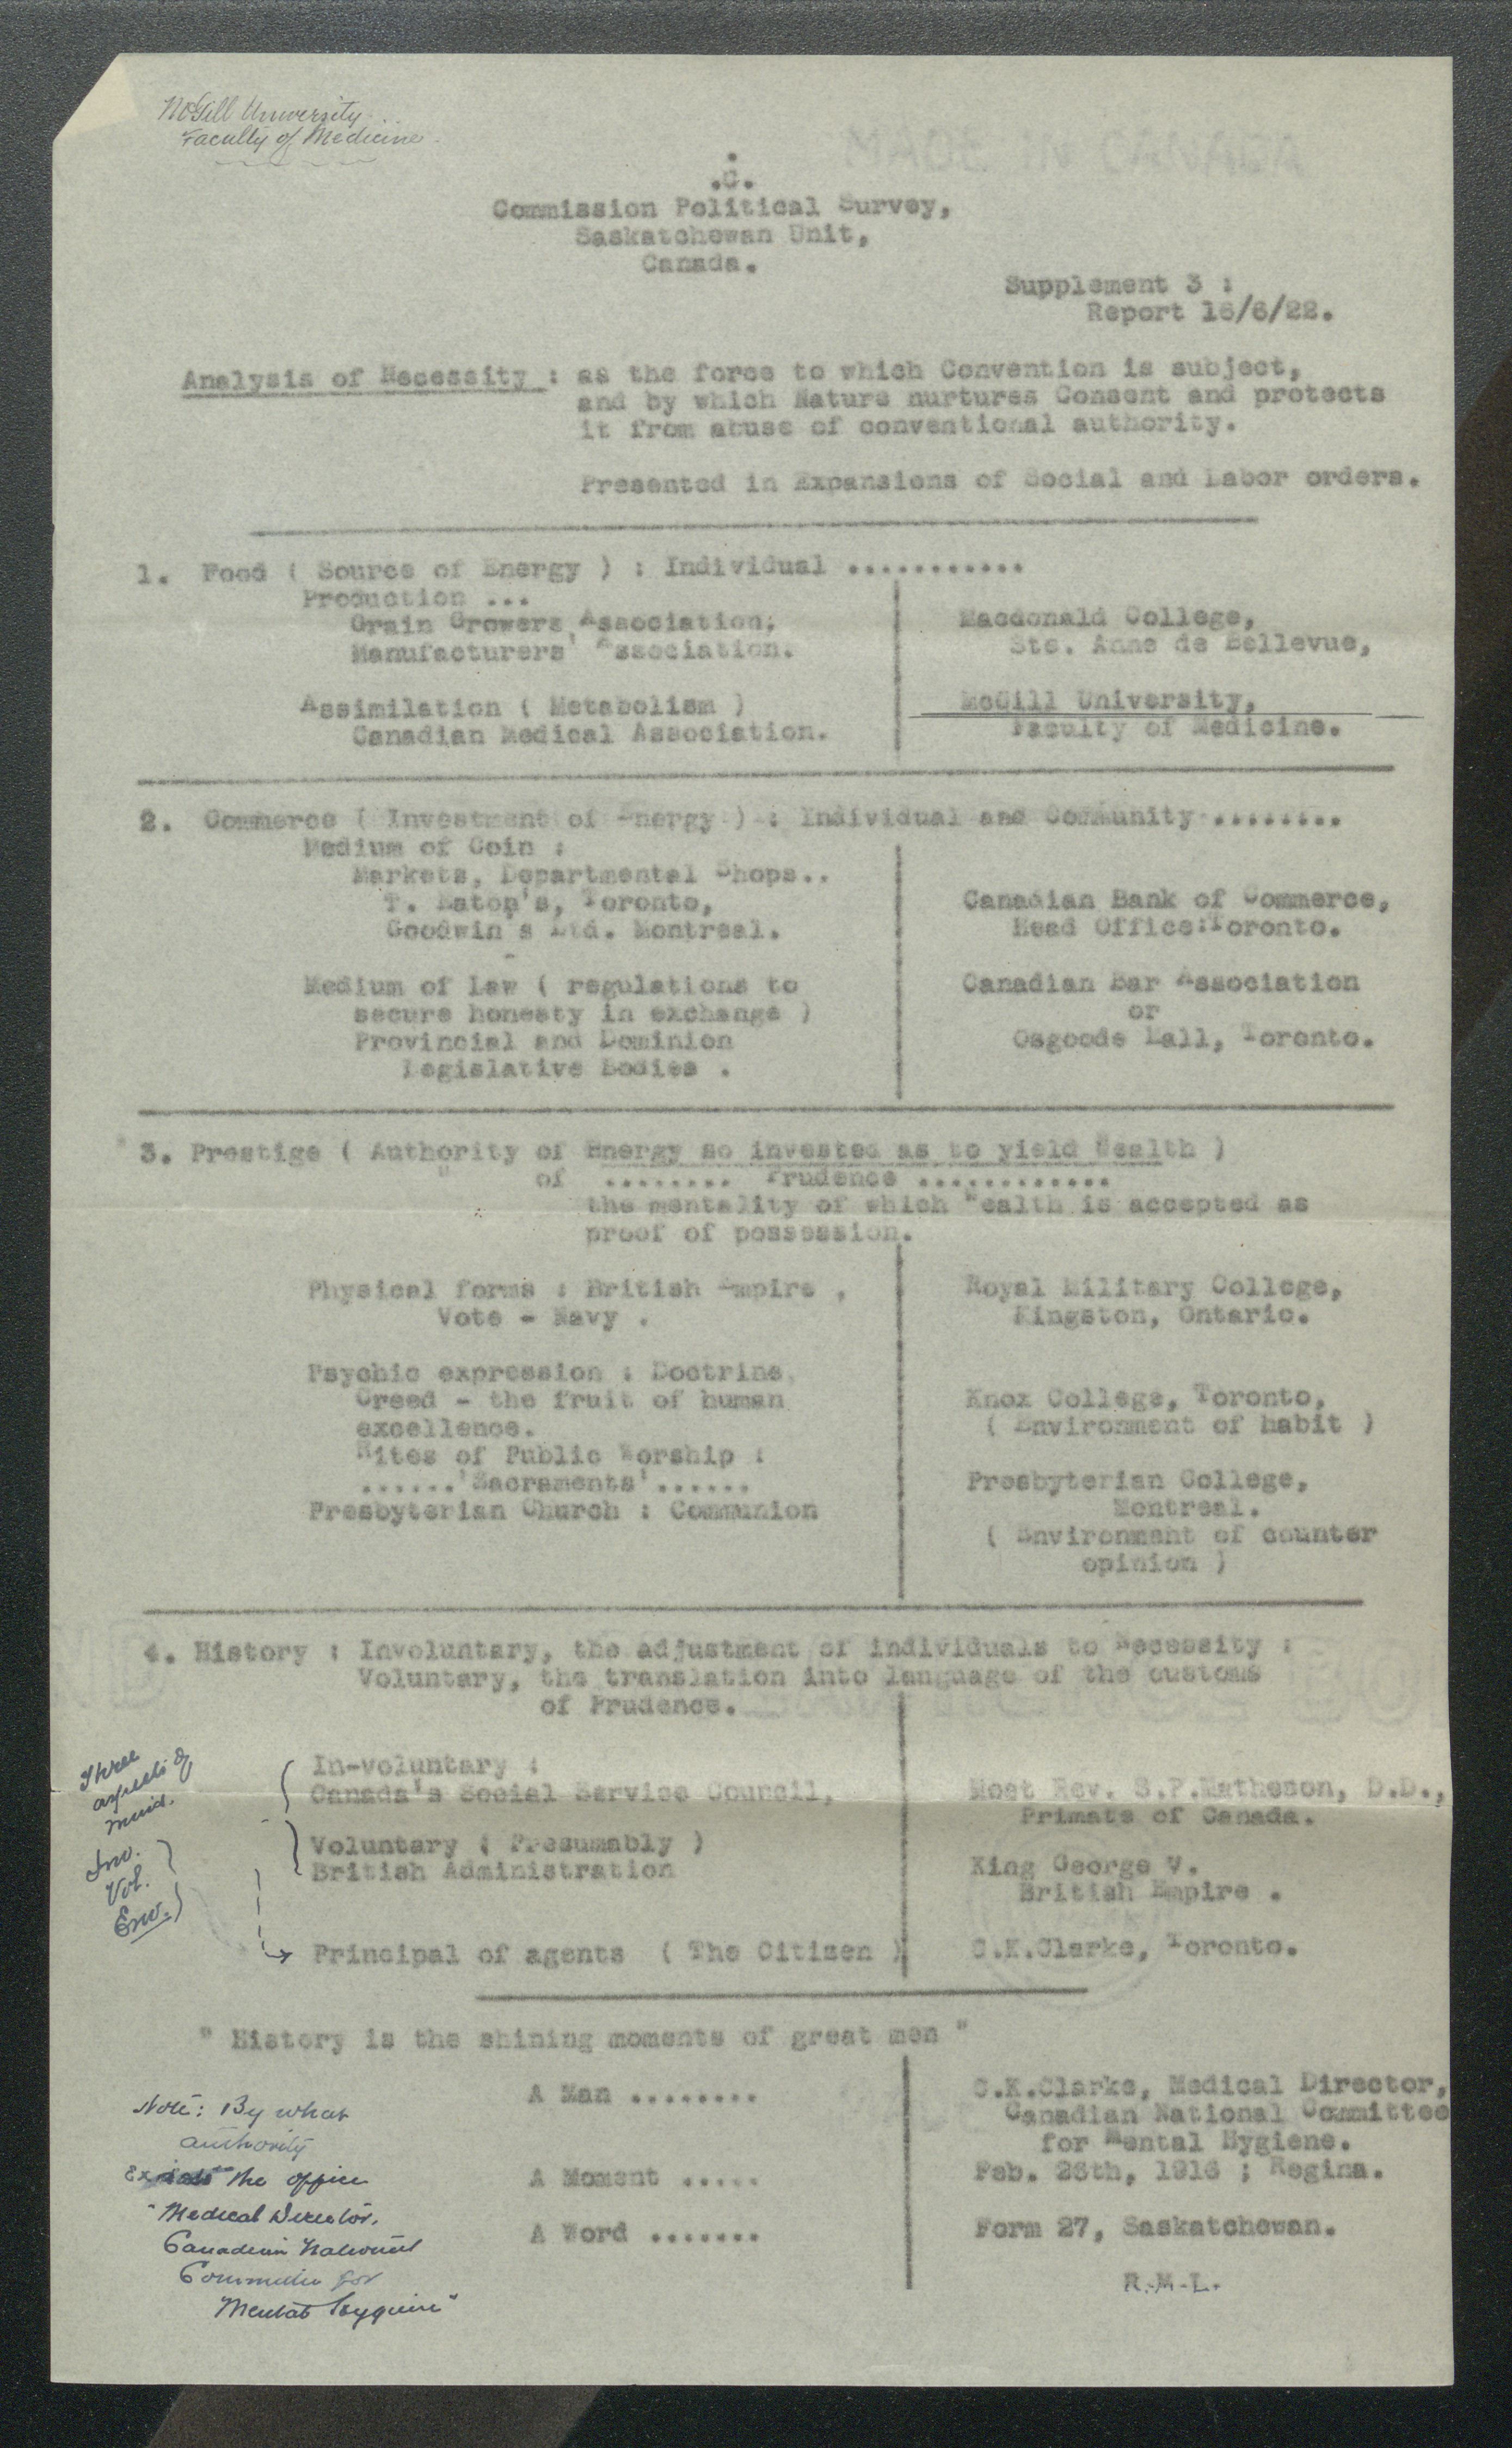 McGill University...
Faculty of Medicine.
MADE IN CANADA
.C.
Commission Political Survey,
Saskatchewan Unit,
Canada.
Supplement 3 :
Report 16/6/22.
Analysis of Necessity : as the force to which Convention is subject,
and by which Nature nurtures Consent and protects
it from abuse of conventional authority.
Presented in Expansions of Social and Labor orders.
1. Food ( Source of Energy ) : Individual ...........
Production ...
Grain Growers Association;
Manufacturers' Association.
Macdonald College,
Ste. Anne de Bellevue,
Assimilation ( Metabolism )
Canadian Medical Association.
McGill University,
Faculty of Medicine.
2. Commerce ( Investment of Energy ) : Individual and Community ........
Medium of Coin :
Markets, Departmental Shops..
T. Eaton's, Toronto,
Goodwin's Ltd. Montreal.
Canadian Bank of Commerce,
Head Office:Toronto.
Medium of Law ( regulations to
secure honesty in exchange )
Provincial and Dominion
Legislative Bodies .
Canadian Bar Association
or
Osgoode Hall, Toronto.
3. Prestige ( Authority of Energy so invested as to yield Wealth )
" of ........ Prudence ............
the mentality of which Wealth is accepted as
proof of possession.
Physical forms : British Empire ,
Vote - Navy .
Royal Military College,
Kingston, Ontario.
Psychic expression : Doctrine,
Creed - the fruit of human
excellence.
Rites of Public Worship :
......'Sacraments'......
Presbyterian Church : Communion
Knox College, Toronto,
( Environment of habit )
Presbyterian College,
Montreal.
( Environment of counter
opinion )
4. History : Involuntary, the adjustment of individuals to Necessity :
Voluntary, the translation into language of the customs
of Prudence.
Three
aspects of
mind.
Inv.
Vol.
Env.
In-voluntary :
Canada's Social Service Council,
Most Rev. S.P.Matheson, D.D.,
Primate of Canada.
Voluntary ( Presumably )
British Administration
King George V.
British Empire .
Principal of agents ( The Citizen )
C.K.Clarke, Toronto.
" History is the shining moments of great men "
A Man ........
C.K.Clarke, Medical Director,
Canadian National Committee
for Mental Hygiene.
A Moment .....
Feb. 26th, 1916 ; Regina.
A Word .......
Form 27, Saskatchewan.
R.M.L.
Note: By what
authority
Exists the office
"Medical Director,
Canadian National
Committee for
Mental Hygiene"